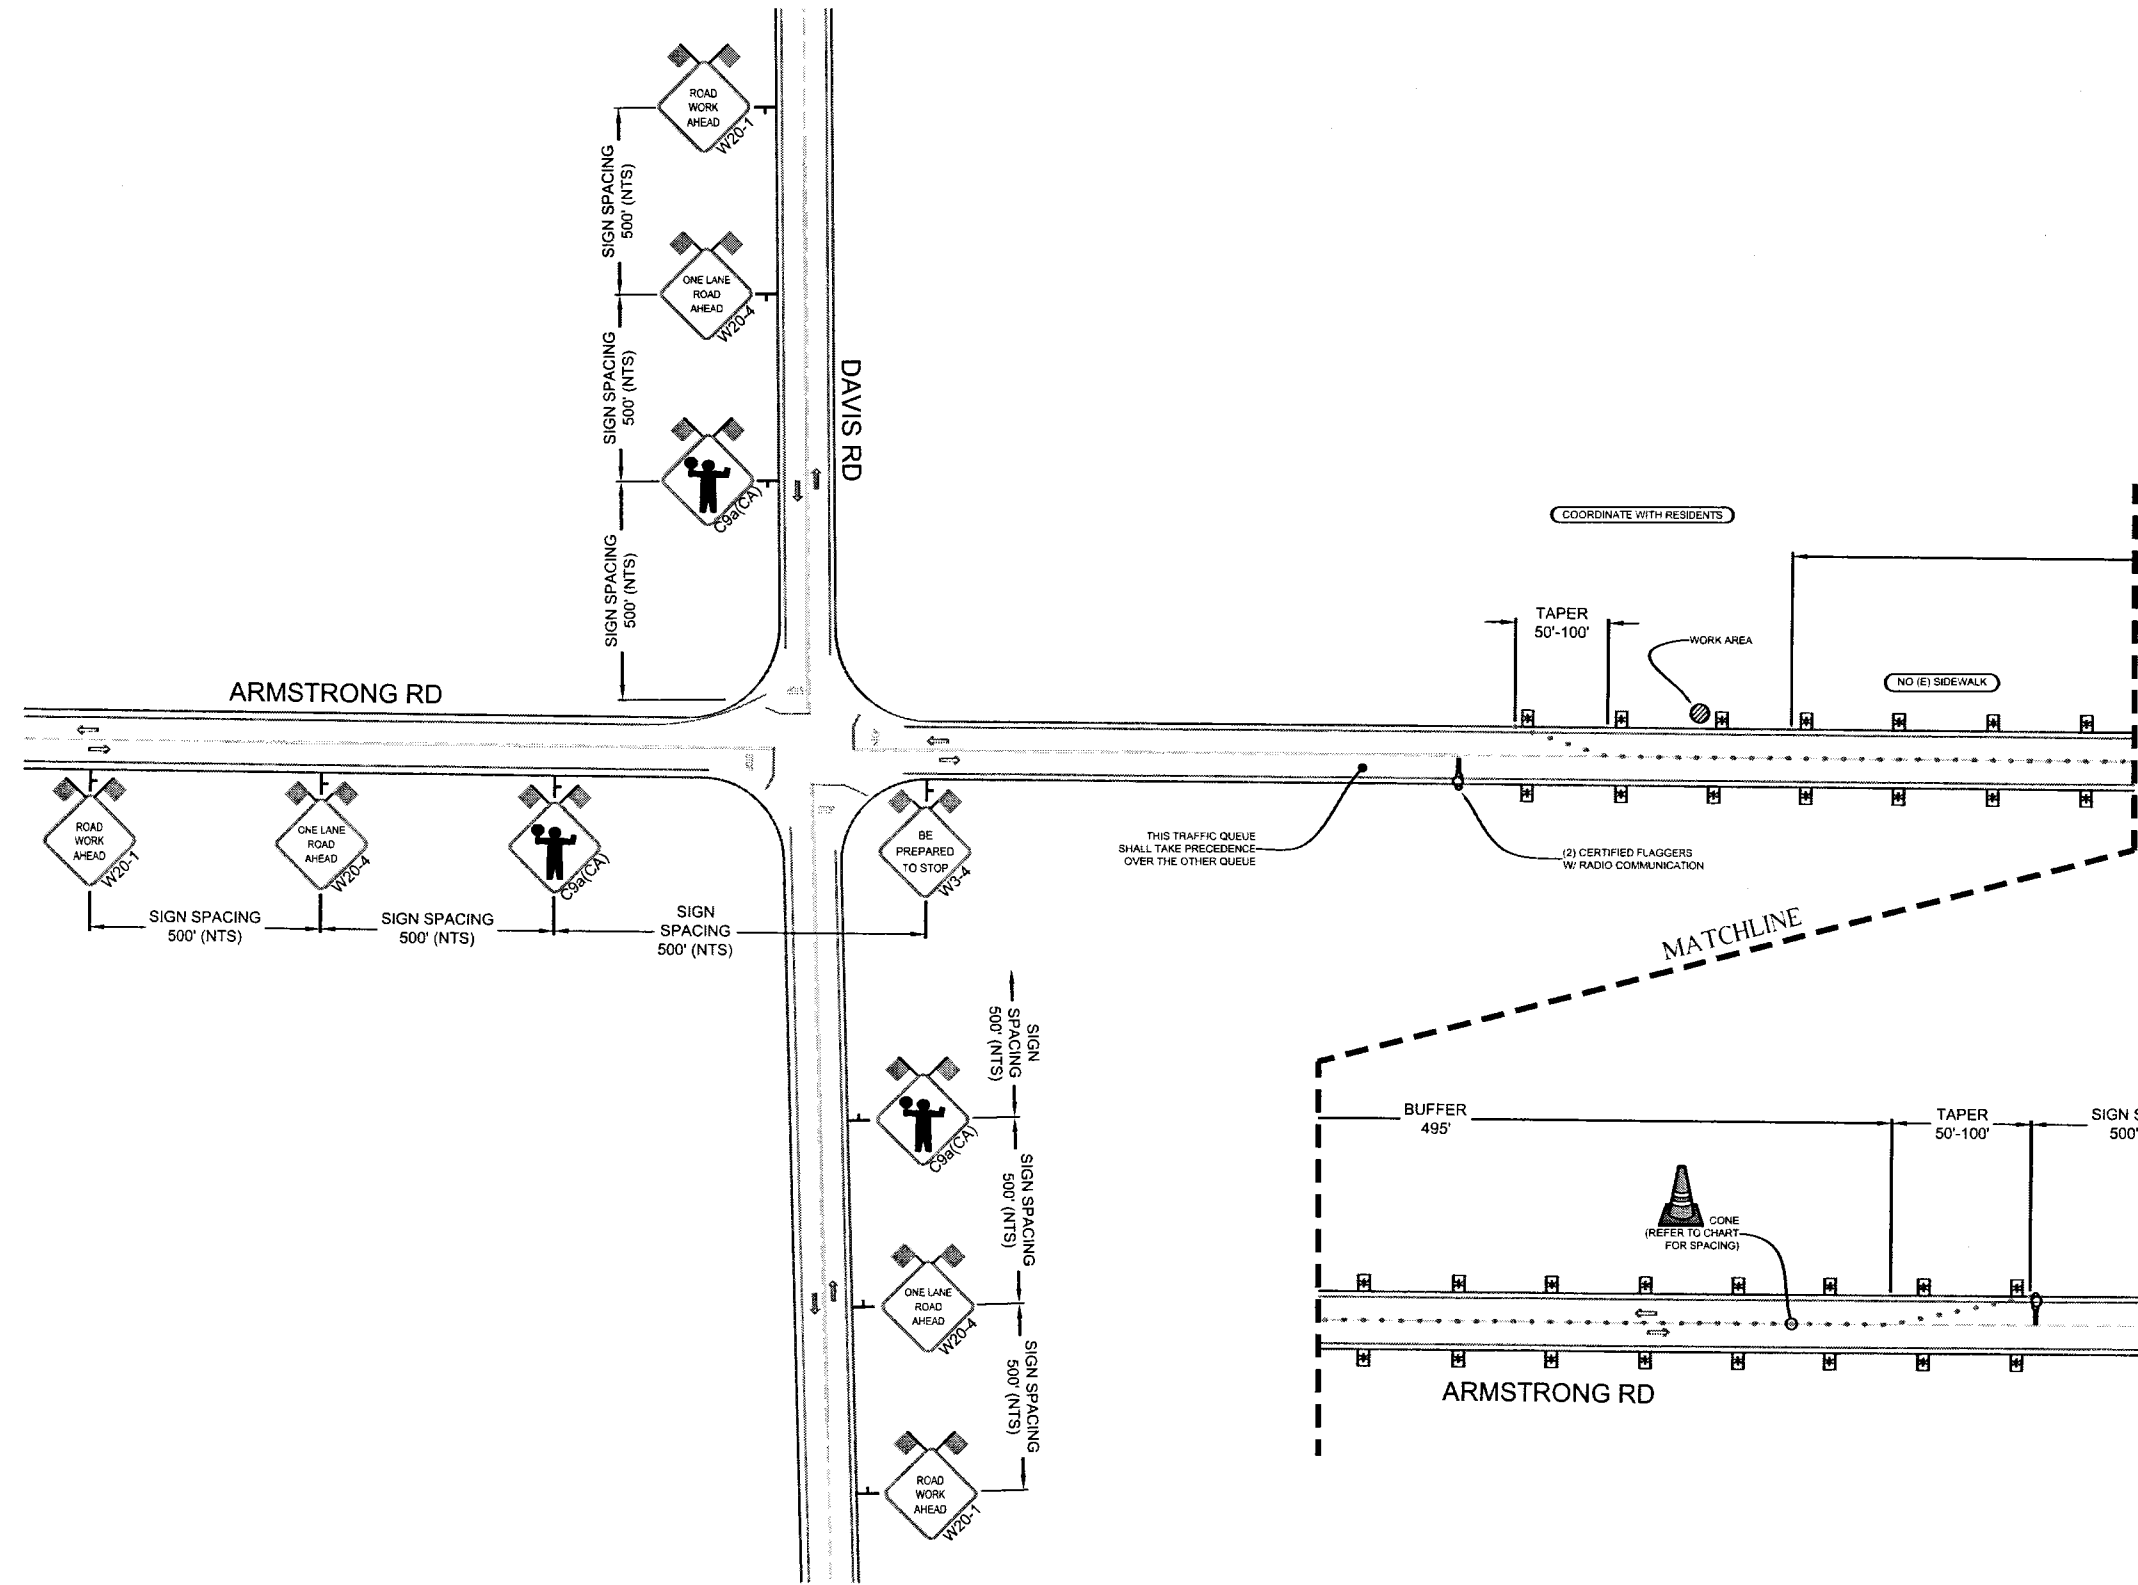 ROAD
WORK
AHEAD
W20-1
SIGN SPACING
500' (NTS)
ONE LANE
ROAD
AHEAD
W20-4
SIGN SPACING
500' (NTS)
C9a(CA)
SIGN SPACING
500' (NTS)
DAVIS RD
ARMSTRONG RD
COORDINATE WITH RESIDENTS
TAPER
50'-100'
WORK AREA
NO (E) SIDEWALK
ROAD
WORK
AHEAD
W20-1
ONE LANE
ROAD
AHEAD
W20-4
C9a(CA)
BE
PREPARED
TO STOP
W3-4
SIGN SPACING
500' (NTS)
SIGN SPACING
500' (NTS)
SIGN
SPACING
500' (NTS)
THIS TRAFFIC QUEUE
SHALL TAKE PRECEDENCE
OVER THE OTHER QUEUE
(2) CERTIFIED FLAGGERS
W/ RADIO COMMUNICATION
MATCHLINE
SIGN
SPACING
500' (NTS)
C9a(CA)
SIGN SPACING
500' (NTS)
ONE LANE
ROAD
AHEAD
W20-4
SIGN SPACING
500' (NTS)
ROAD
WORK
AHEAD
W20-1
BUFFER
495'
TAPER
50'-100'
SIGN
500'
CONE
(REFER TO CHART
FOR SPACING)
ARMSTRONG RD